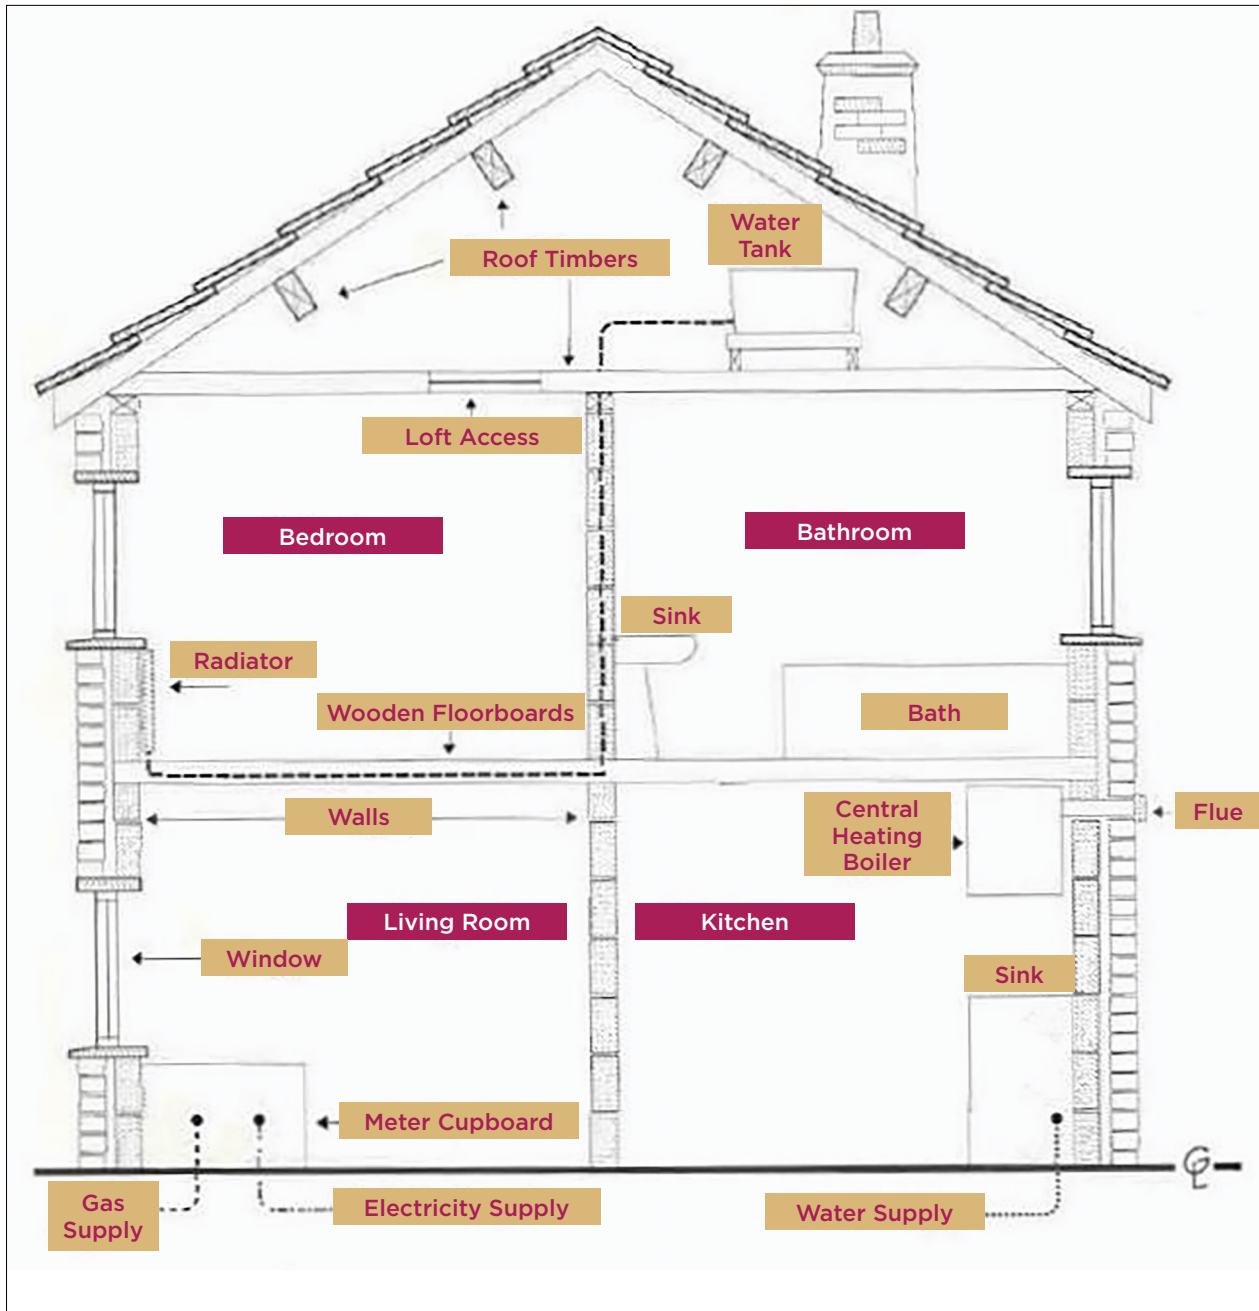 Water
Tank
Roof Timbers
Loft Access
Bedroom
Bathroom
Sink
Radiator
Wooden Floorboards
Bath
Walls
Central
Heating
Boiler
Flue
Living Room
Kitchen
Window
Sink
Meter Cupboard
GL
Gas
Supply
Electricity Supply
Water Supply